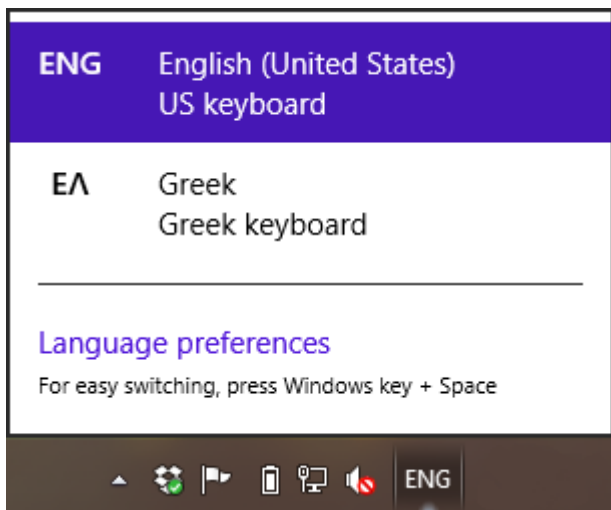 ENG English (United States)
US keyboard
ΕΛ Greek
Greek keyboard
Language preferences
For easy switching, press Windows key + Space
ENG